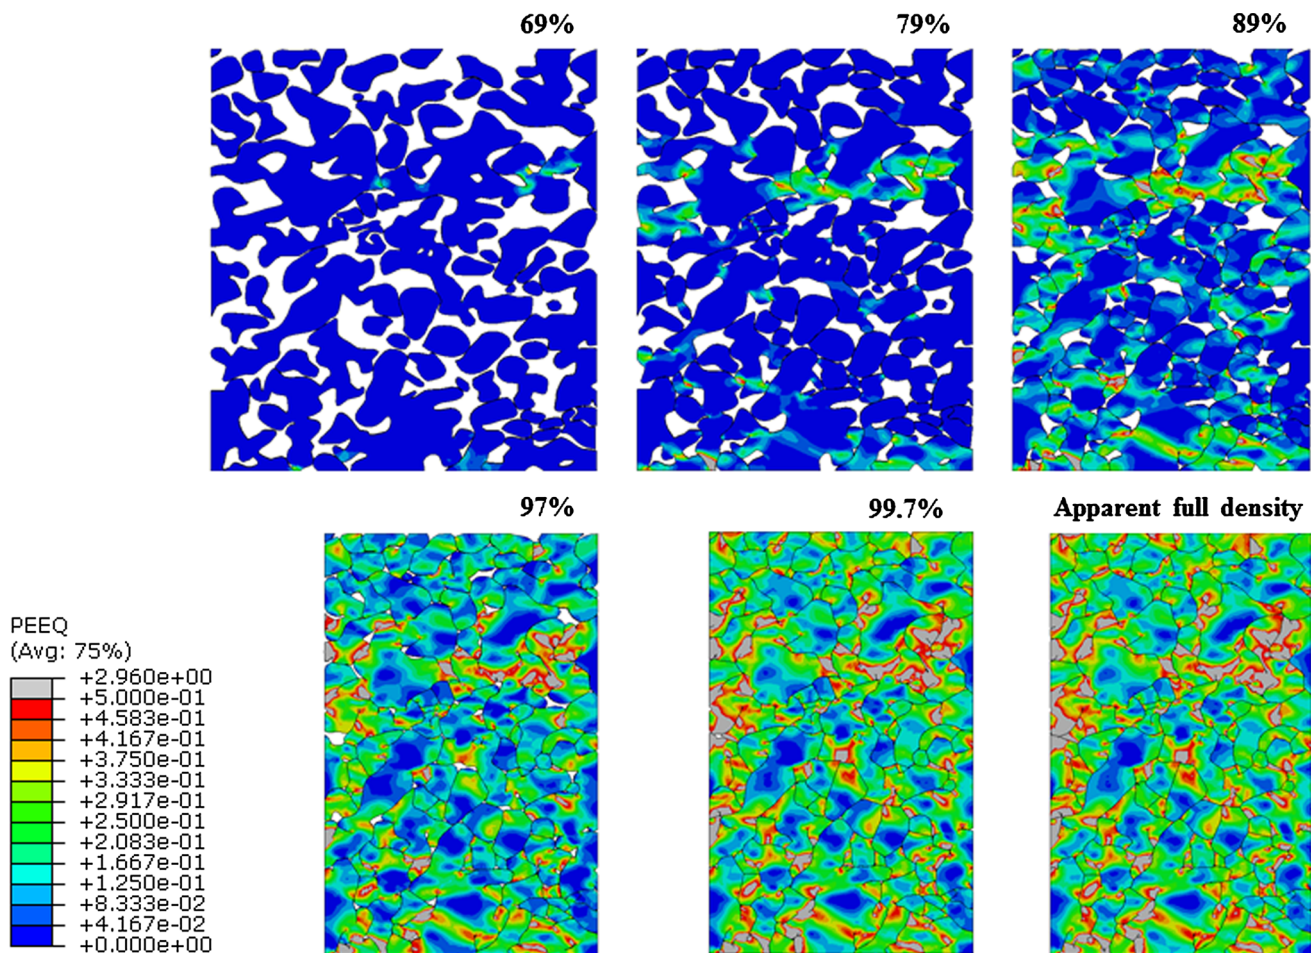 69%
79%
89%
97%
99.7%
Apparent full density
PEEQ
(Avg: 75%)
+2.960e+00
+5.000e-01
+4.583e-01
+4.167e-01
+3.750e-01
+3.333e-01
+2.917e-01
+2.500e-01
+2.083e-01
+1.667e-01
+1.250e-01
+8.333e-02
+4.167e-02
+0.000e+00